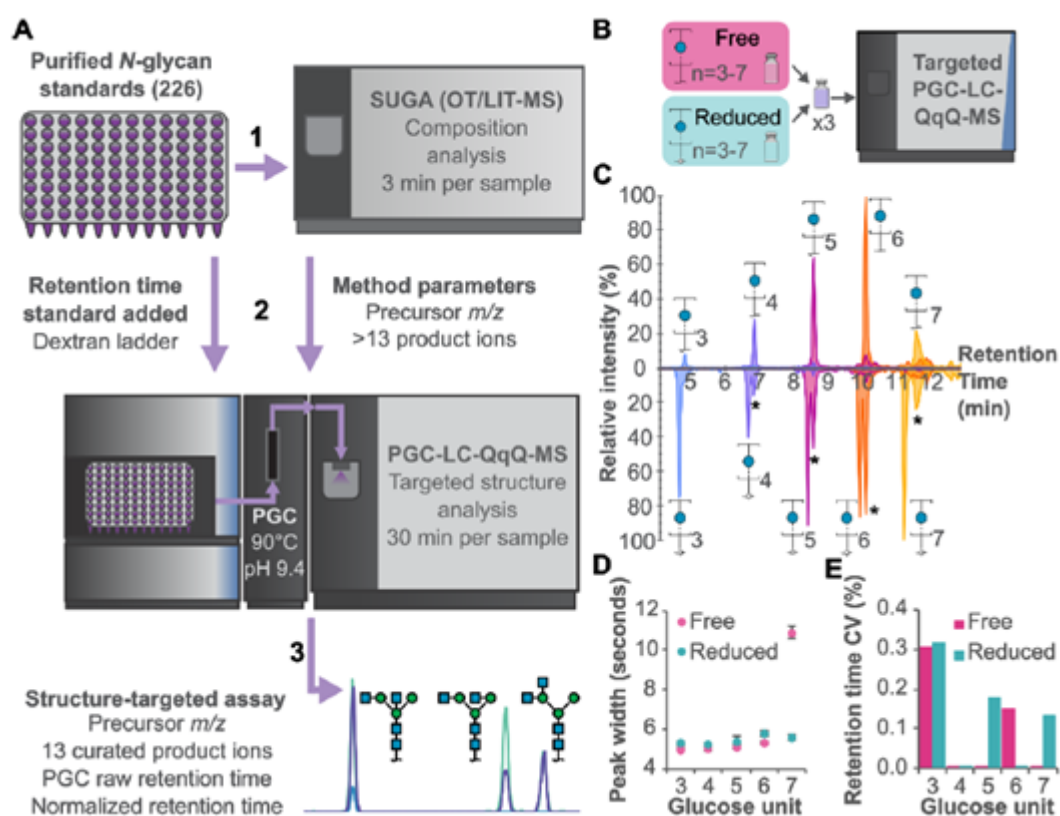 A
Purified N-glycan
standards (226)
1
SUGA (OT/LIT-MS)
Composition
analysis
3 min per sample
Retention time
standard added
Dextran ladder
2
Method parameters
Precursor m/z
>13 product ions
PGC
90°C
pH 9.4
PGC-LC-QqQ-MS
Targeted structure
analysis
30 min per sample
3
Structure-targeted assay
Precursor m/z
13 curated product ions
PGC raw retention time
Normalized retention time
B
Free
n=3-7
Reduced
n=3-7
x3
Targeted
PGC-LC-
QqQ-MS
C
Relative intensity (%)
100
80
60
40
20
0
20
40
60
80
100
3
4
5
6
7
5 6 7 8 9 10 11 12
Retention
Time
(min)
*
*
*
*
4
3
5
6
7
D
Peak width (seconds)
12
10
8
6
4
Free
Reduced
3 4 5 6 7
Glucose unit
E
Retention time CV (%)
0.4
0.3
0.2
0.1
0.0
Free
Reduced
3 4 5 6 7
Glucose unit